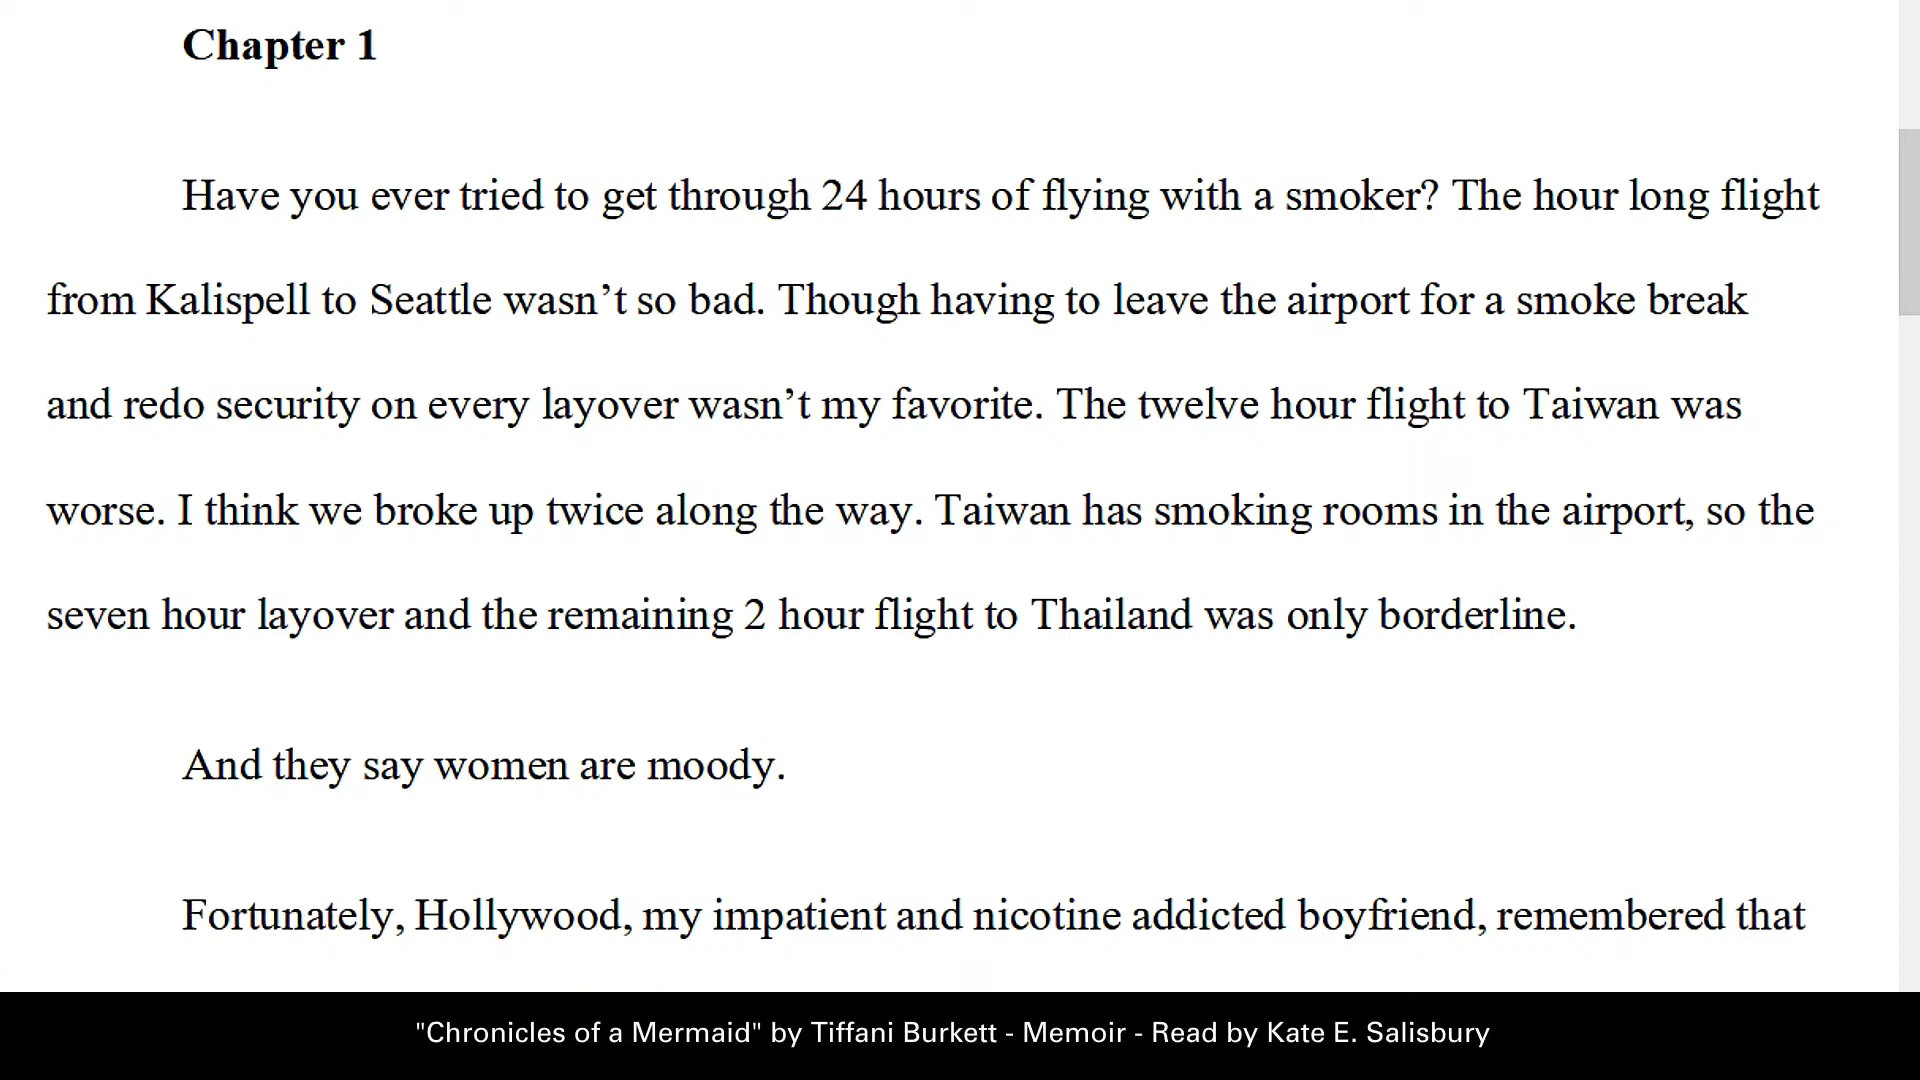 Chapter 1
Have you ever tried to get through 24 hours of flying with a smoker? The hour long flight
from Kalispell to Seattle wasn’t so bad. Though having to leave the airport for a smoke break
and redo security on every layover wasn’t my favorite. The twelve hour flight to Taiwan was
worse. I think we broke up twice along the way. Taiwan has smoking rooms in the airport, so the
seven hour layover and the remaining 2 hour flight to Thailand was only borderline.
And they say women are moody.
Fortunately, Hollywood, my impatient and nicotine addicted boyfriend, remembered that
"Chronicles of a Mermaid" by Tiffani Burkett - Memoir - Read by Kate E. Salisbury